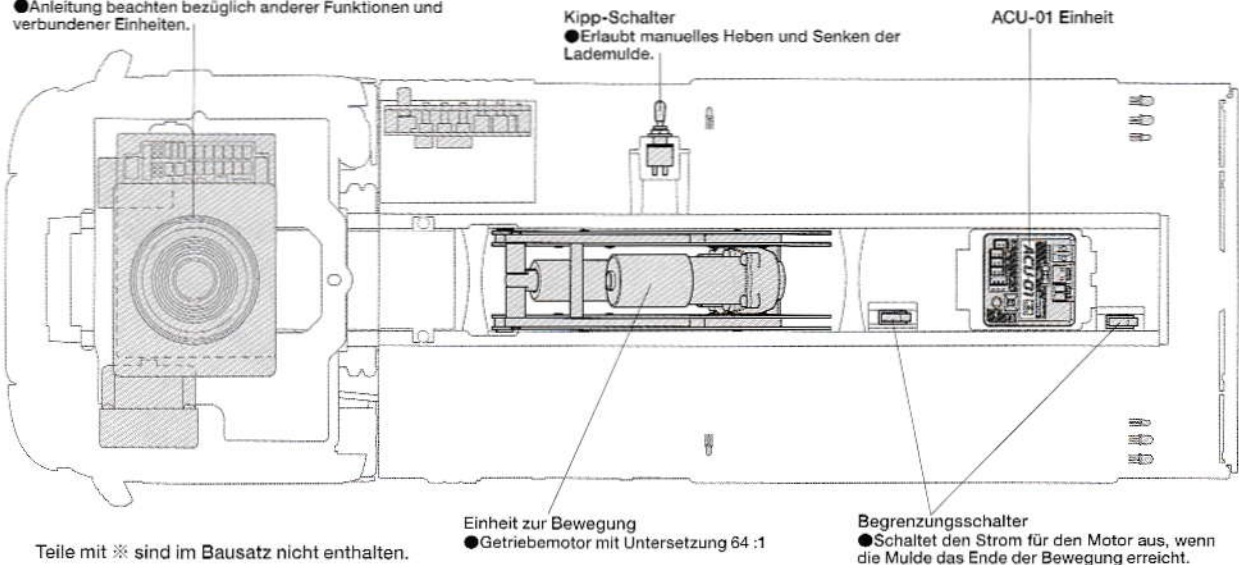 ●Anleitung beachten bezüglich anderer Funktionen und
verbundener Einheiten.
Kipp-Schalter
●Erlaubt manuelles Heben und Senken der
Lademulde.
ACU-01 Einheit
ACU-01
Einheit zur Bewegung
●Getriebemotor mit Untersetzung 64 :1
Begrenzungsschalter
●Schaltet den Strom für den Motor aus, wenn
die Mulde das Ende der Bewegung erreicht.
Teile mit ※ sind im Bausatz nicht enthalten.